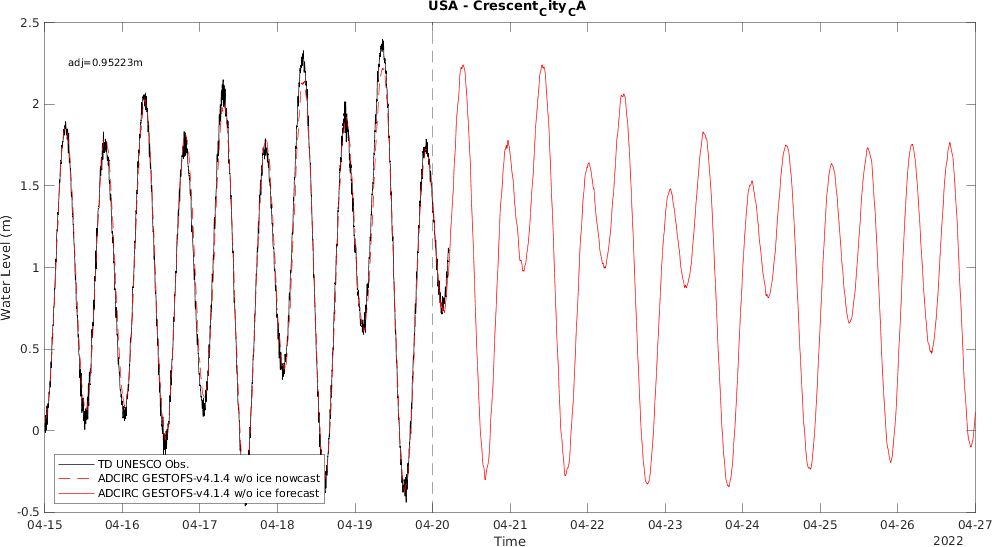 USA - Crescent_City_CA
2.5
adj=0.95223m
2
1.5
1
0.5
0
-0.5
Water Level (m)
TD UNESCO Obs.
ADCIRC GESTOFS-v4.1.4 w/o ice nowcast
ADCIRC GESTOFS-v4.1.4 w/o ice forecast
04-15 04-16 04-17 04-18 04-19 04-20 04-21 04-22 04-23 04-24 04-25 04-26 04-27
Time
2022